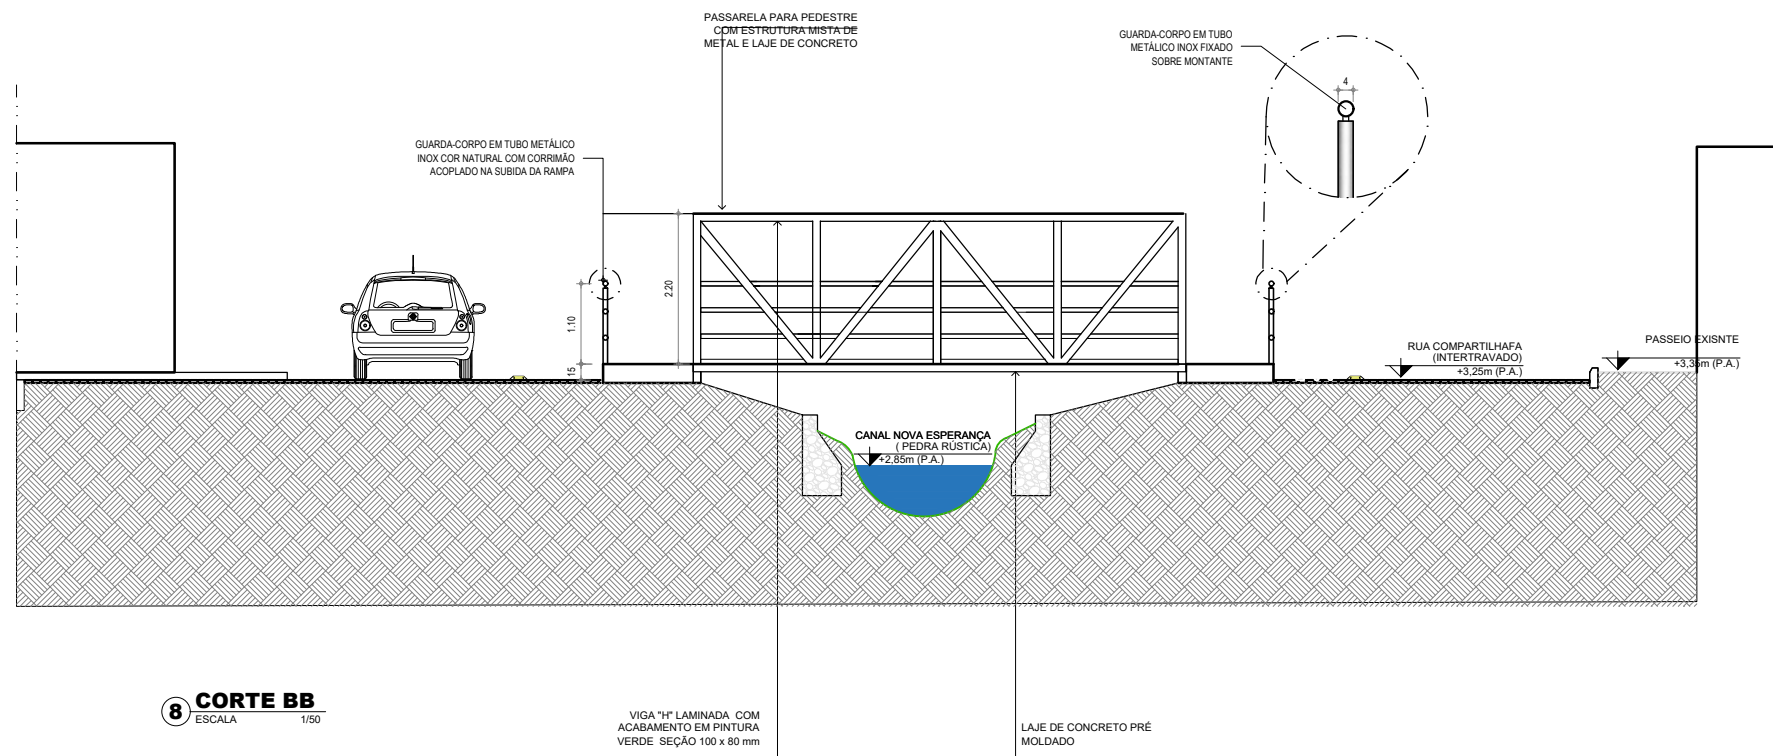 PASSARELA PARA PEDESTRE
COM ESTRUTURA MISTA DE
METAL E LAJE DE CONCRETO
GUARDA-CORPO EM TUBO
METÁLICO INOX FIXADO
SOBRE MONTANTE
4
GUARDA-CORPO EM TUBO METÁLICO
INOX COR NATURAL COM CORRIMÃO
ACOPLADO NA SUBIDA DA RAMPA
2.20
1.10
15
RUA COMPARTILHAFA
(INTERTRAVADO)
+3,25m (P.A.)
PASSEIO EXISNTE
+3,35m (P.A.)
CANAL NOVA ESPERANÇA
( PEDRA RÚSTICA)
+2,85m (P.A.)
8 CORTE BB
ESCALA 1/50
VIGA "H" LAMINADA COM
ACABAMENTO EM PINTURA
VERDE SEÇÃO 100 x 80 mm
LAJE DE CONCRETO PRÉ
MOLDADO